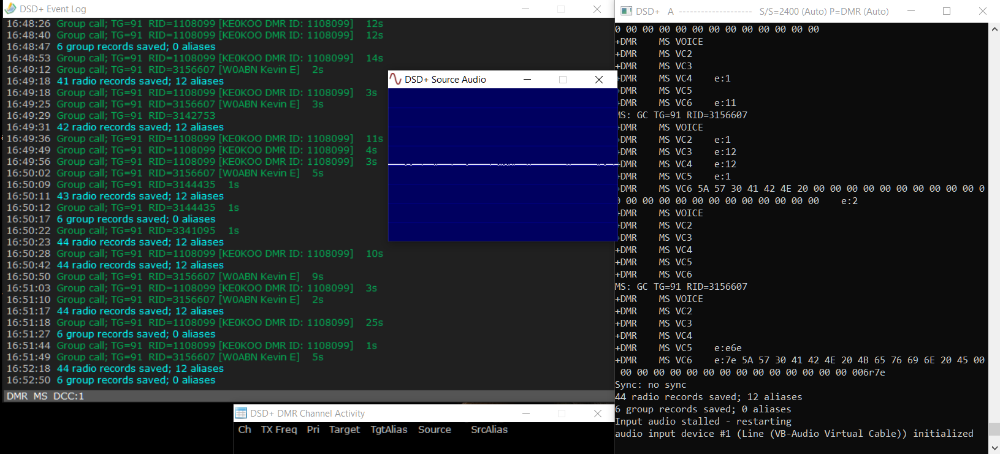 DSD+ Event Log
16:48:26 Group call; TG=91 RID=1108099 [KE0KOO DMR ID: 1108099] 12s
16:48:40 Group call; TG=91 RID=1108099 [KE0KOO DMR ID: 1108099] 12s
16:48:47 6 group records saved; 0 aliases
16:48:53 Group call; TG=91 RID=1108099 [KE0KOO DMR ID: 1108099] 14s
16:49:12 Group call; TG=91 RID=3156607 [W0ABN Kevin E] 2s
16:49:18 41 radio records saved; 12 aliases
16:49:18 Group call; TG=91 RID=1108099 [KE0KOO DMR ID: 1108099] 3s
16:49:25 Group call; TG=91 RID=3156607 [W0ABN Kevin E] 3s
16:49:29 Group call; TG=91 RID=3142753
16:49:31 42 radio records saved; 12 aliases
16:49:36 Group call; TG=91 RID=1108099 [KE0KOO DMR ID: 1108099] 11s
16:49:49 Group call; TG=91 RID=1108099 [KE0KOO DMR ID: 1108099] 4s
16:49:56 Group call; TG=91 RID=1108099 [KE0KOO DMR ID: 1108099] 3s
16:50:02 Group call; TG=91 RID=3156607 [W0ABN Kevin E] 5s
16:50:09 Group call; TG=91 RID=3144435 1s
16:50:11 43 radio records saved; 12 aliases
16:50:12 Group call; TG=91 RID=3144435 1s
16:50:17 6 group records saved; 0 aliases
16:50:22 Group call; TG=91 RID=3341095 1s
16:50:23 44 radio records saved; 12 aliases
16:50:28 Group call; TG=91 RID=1108099 [KE0KOO DMR ID: 1108099] 10s
16:50:42 44 radio records saved; 12 aliases
16:50:50 Group call; TG=91 RID=3156607 [W0ABN Kevin E] 9s
16:51:03 Group call; TG=91 RID=1108099 [KE0KOO DMR ID: 1108099] 3s
16:51:10 Group call; TG=91 RID=3156607 [W0ABN Kevin E] 2s
16:51:17 44 radio records saved; 12 aliases
16:51:18 Group call; TG=91 RID=1108099 [KE0KOO DMR ID: 1108099] 25s
16:51:27 6 group records saved; 0 aliases
16:51:44 Group call; TG=91 RID=1108099 [KE0KOO DMR ID: 1108099] 1s
16:51:49 Group call; TG=91 RID=3156607 [W0ABN Kevin E] 5s
16:52:18 44 radio records saved; 12 aliases
16:52:50 6 group records saved; 0 aliases
DMR MS DCC:1
DSD+ Source Audio
DSD+ DMR Channel Activity
Ch TX Freq Pri Target TgtAlias Source SrcAlias
DSD+ A ------------------- S/S=2400 (Auto) P=DMR (Auto)
0 00 00 00 00 00 00 00 00 00 00 00 00
+DMR MS VOICE
+DMR MS VC2
+DMR MS VC3
+DMR MS VC4 e:1
+DMR MS VC5
+DMR MS VC6 e:11
MS: GC TG=91 RID=3156607
+DMR MS VOICE
+DMR MS VC2 e:1
+DMR MS VC3 e:12
+DMR MS VC4 e:12
+DMR MS VC5 e:1
+DMR MS VC6 5A 57 30 41 42 4E 20 00 00 00 00 00 00 00 00 00 00 0
0 00 00 00 00 00 00 00 00 00 00 00 00 e:2
+DMR MS VOICE
+DMR MS VC2
+DMR MS VC3
+DMR MS VC4
+DMR MS VC5
+DMR MS VC6
MS: GC TG=91 RID=3156607
+DMR MS VOICE
+DMR MS VC2
+DMR MS VC3
+DMR MS VC4
+DMR MS VC5 e:e6e
+DMR MS VC6 e:7e 5A 57 30 41 42 4E 20 4B 65 76 69 6E 20 45 00
00 00 00 00 00 00 00 00 00 00 00 00 00 00 006r7e
Sync: no sync
44 radio records saved; 12 aliases
6 group records saved; 0 aliases
Input audio stalled - restarting
audio input device #1 (Line (VB-Audio Virtual Cable)) initialized